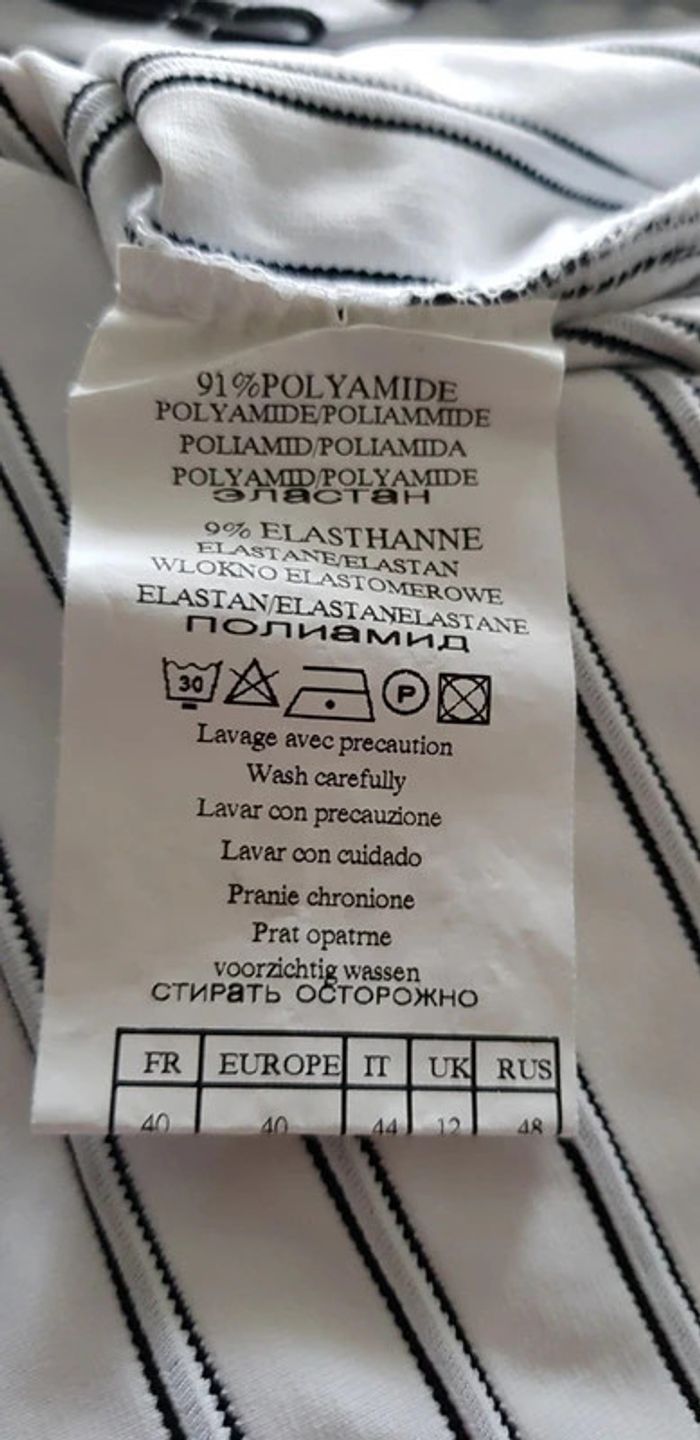 91%POLYAMIDE
POLYAMIDE/POLIAMMIDE
POLIAMID/POLIAMIDA
POLYAMID/POLYAMIDE
эластан
9% ELASTHANNE
ELASTANE/ELASTAN
WLOKNO ELASTOMEROWE
ELASTAN/ELASTANELASTANE
полиамид
30 P
Lavage avec precaution
Wash carefully
Lavar con precauzione
Lavar con cuidado
Pranie chronione
Prat opatrne
voorzichtig wassen
стирать осторожно
FR EUROPE IT UK RUS
40 40 44 12 48